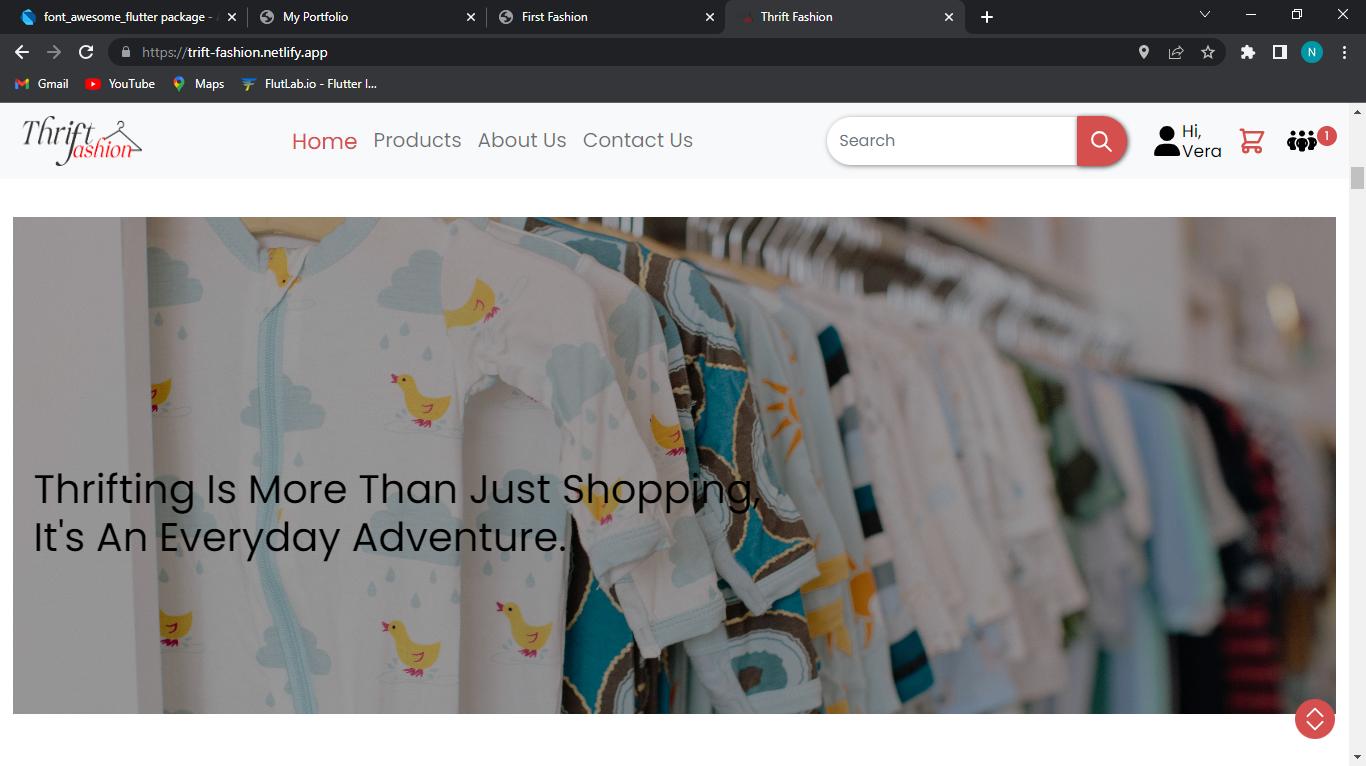 font_awesome_flutter package -
My Portfolio
First Fashion
Thrift Fashion
https://trift-fashion.netlify.app
N
Gmail
YouTube
Maps
FlutLab.io - Flutter I...
Thrift
fashion
Home
Products
About Us
Contact Us
Search
Hi,
Vera
1
Thrifting Is More Than Just Shopping,
It's An Everyday Adventure.